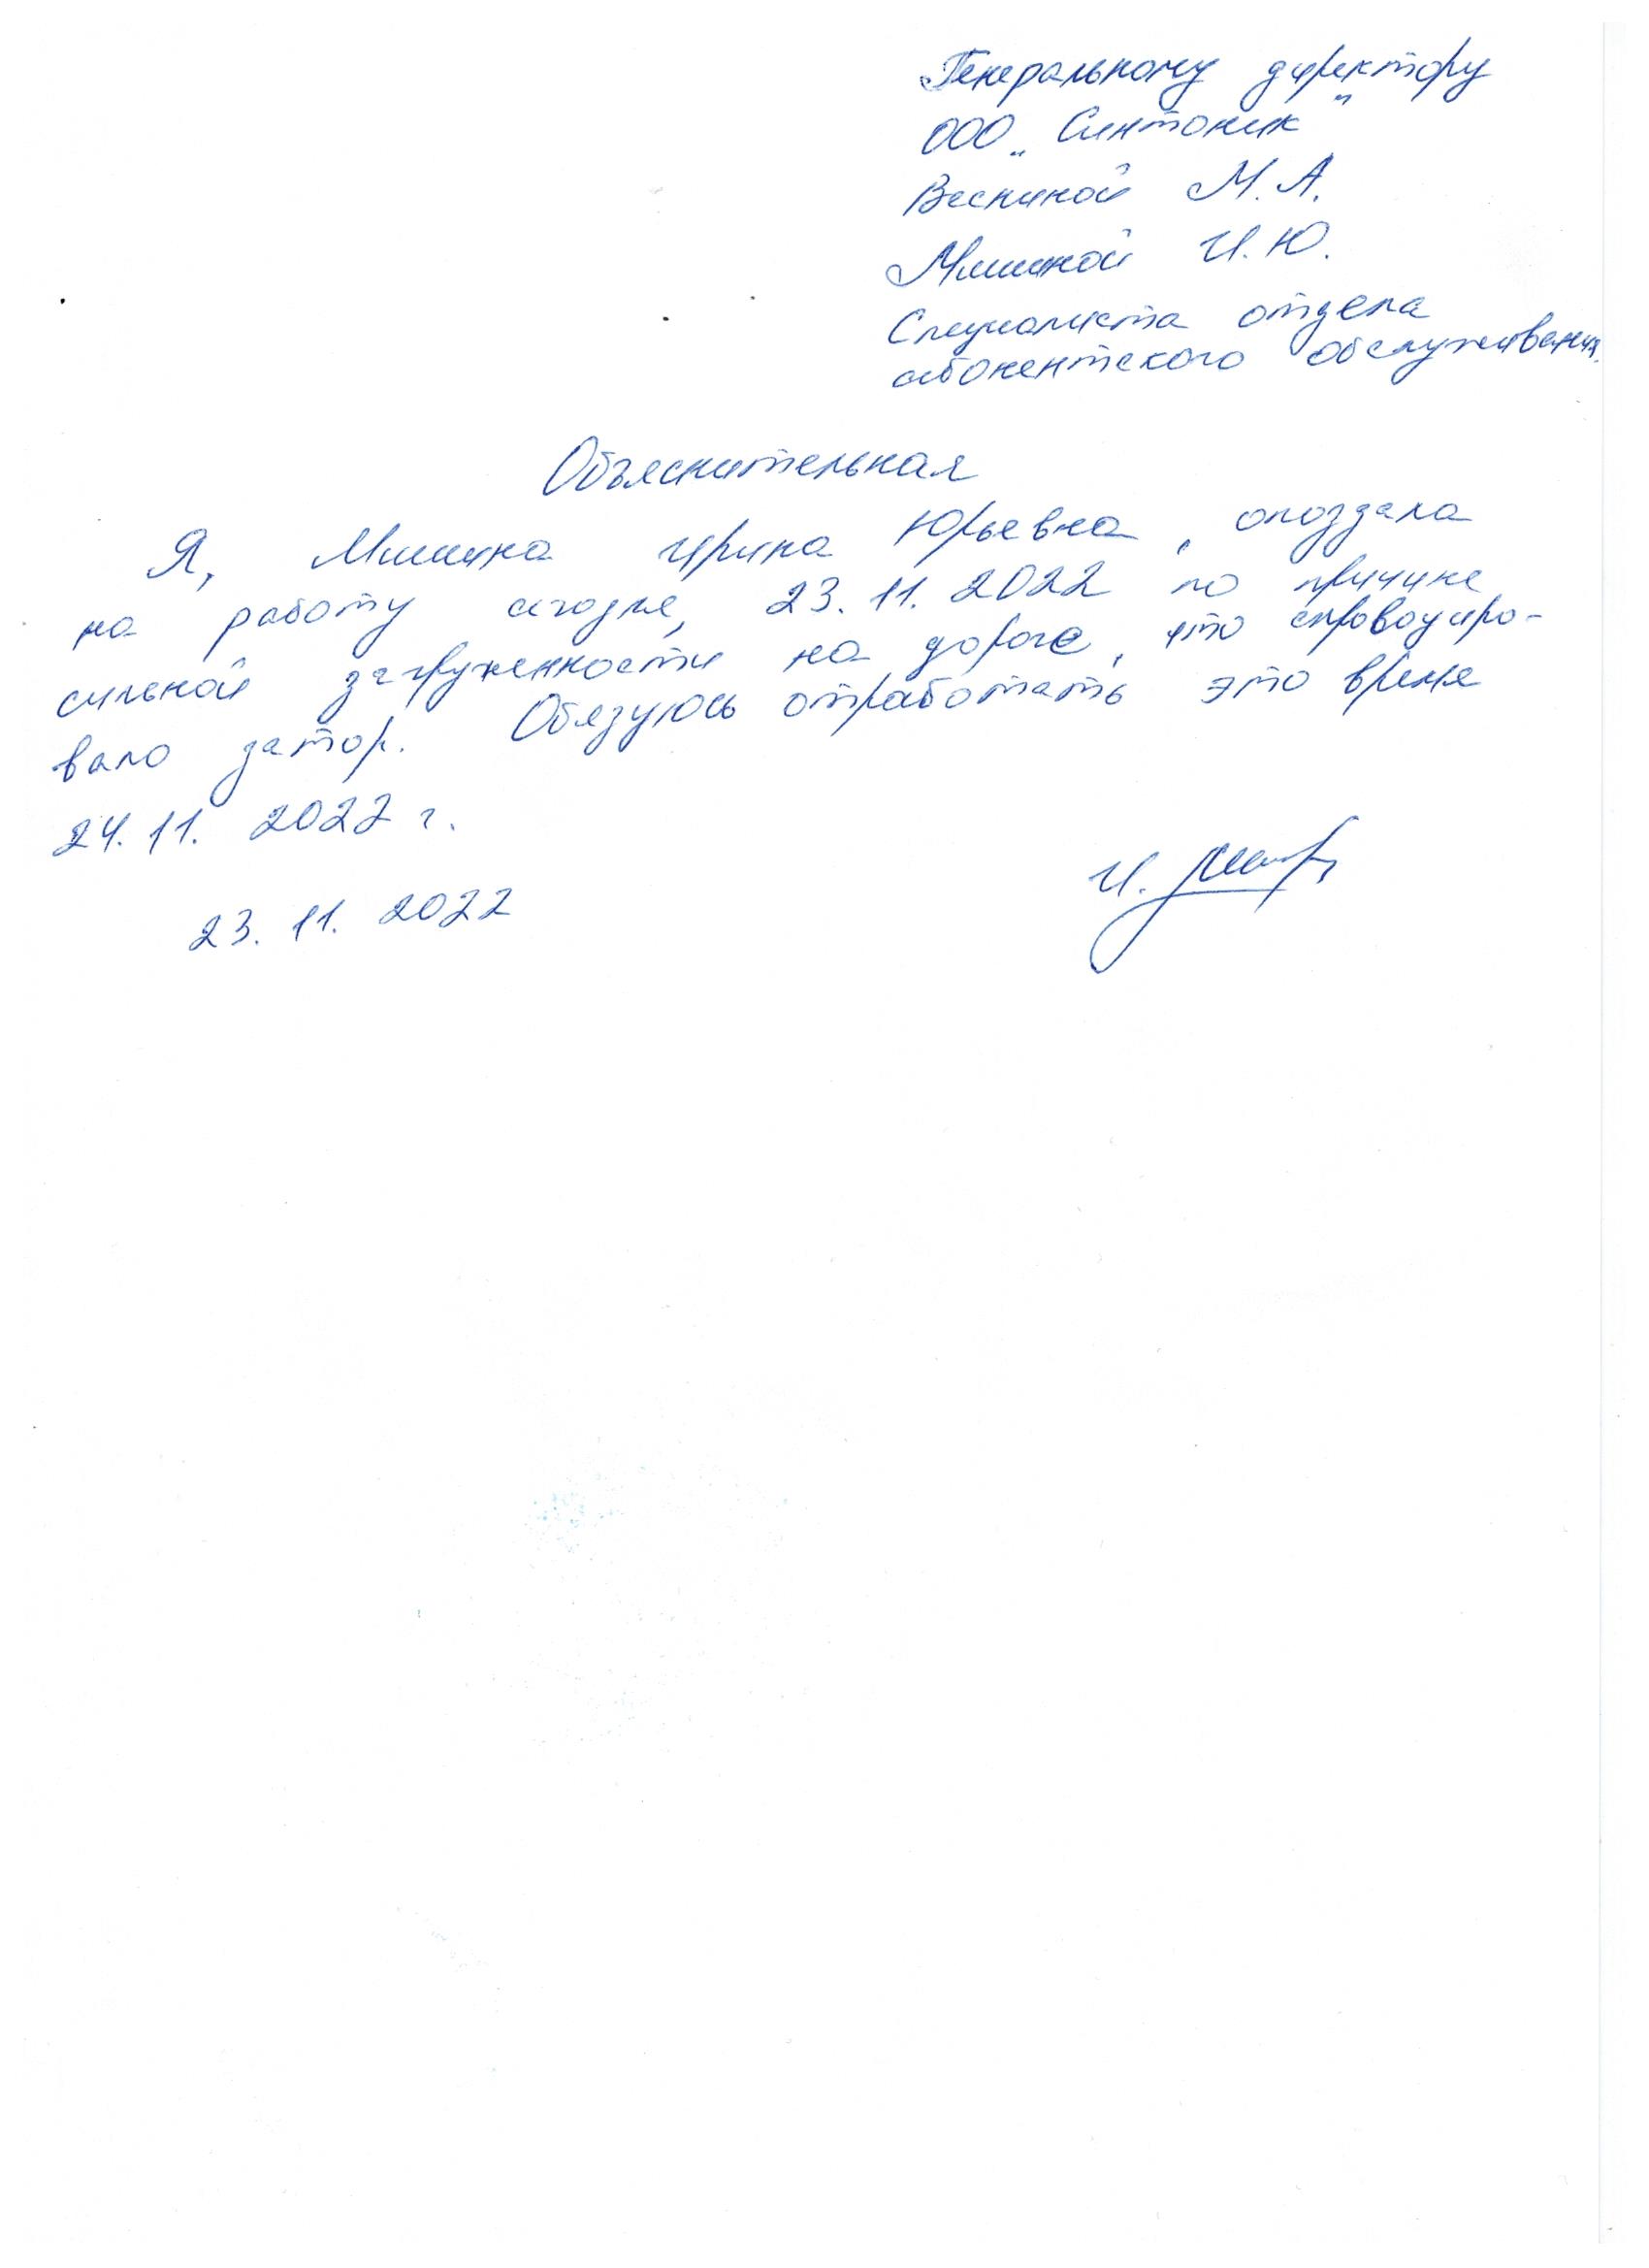 Генеральному директору
ООО „Синтоник"
Весниной М.А.
Мишиной И.Ю.
Специалиста отдела
абонентского обслуживания.
Объяснительная
Я, Мишина Ирина Юрьевна, опоздала
на работу сегодня, 23.11.2022 по причине
сильной загруженности на дороге, что спровоциро-
вало затор. Обязуюсь отработать это время
24.11.2022 г.
23.11.2022
И.